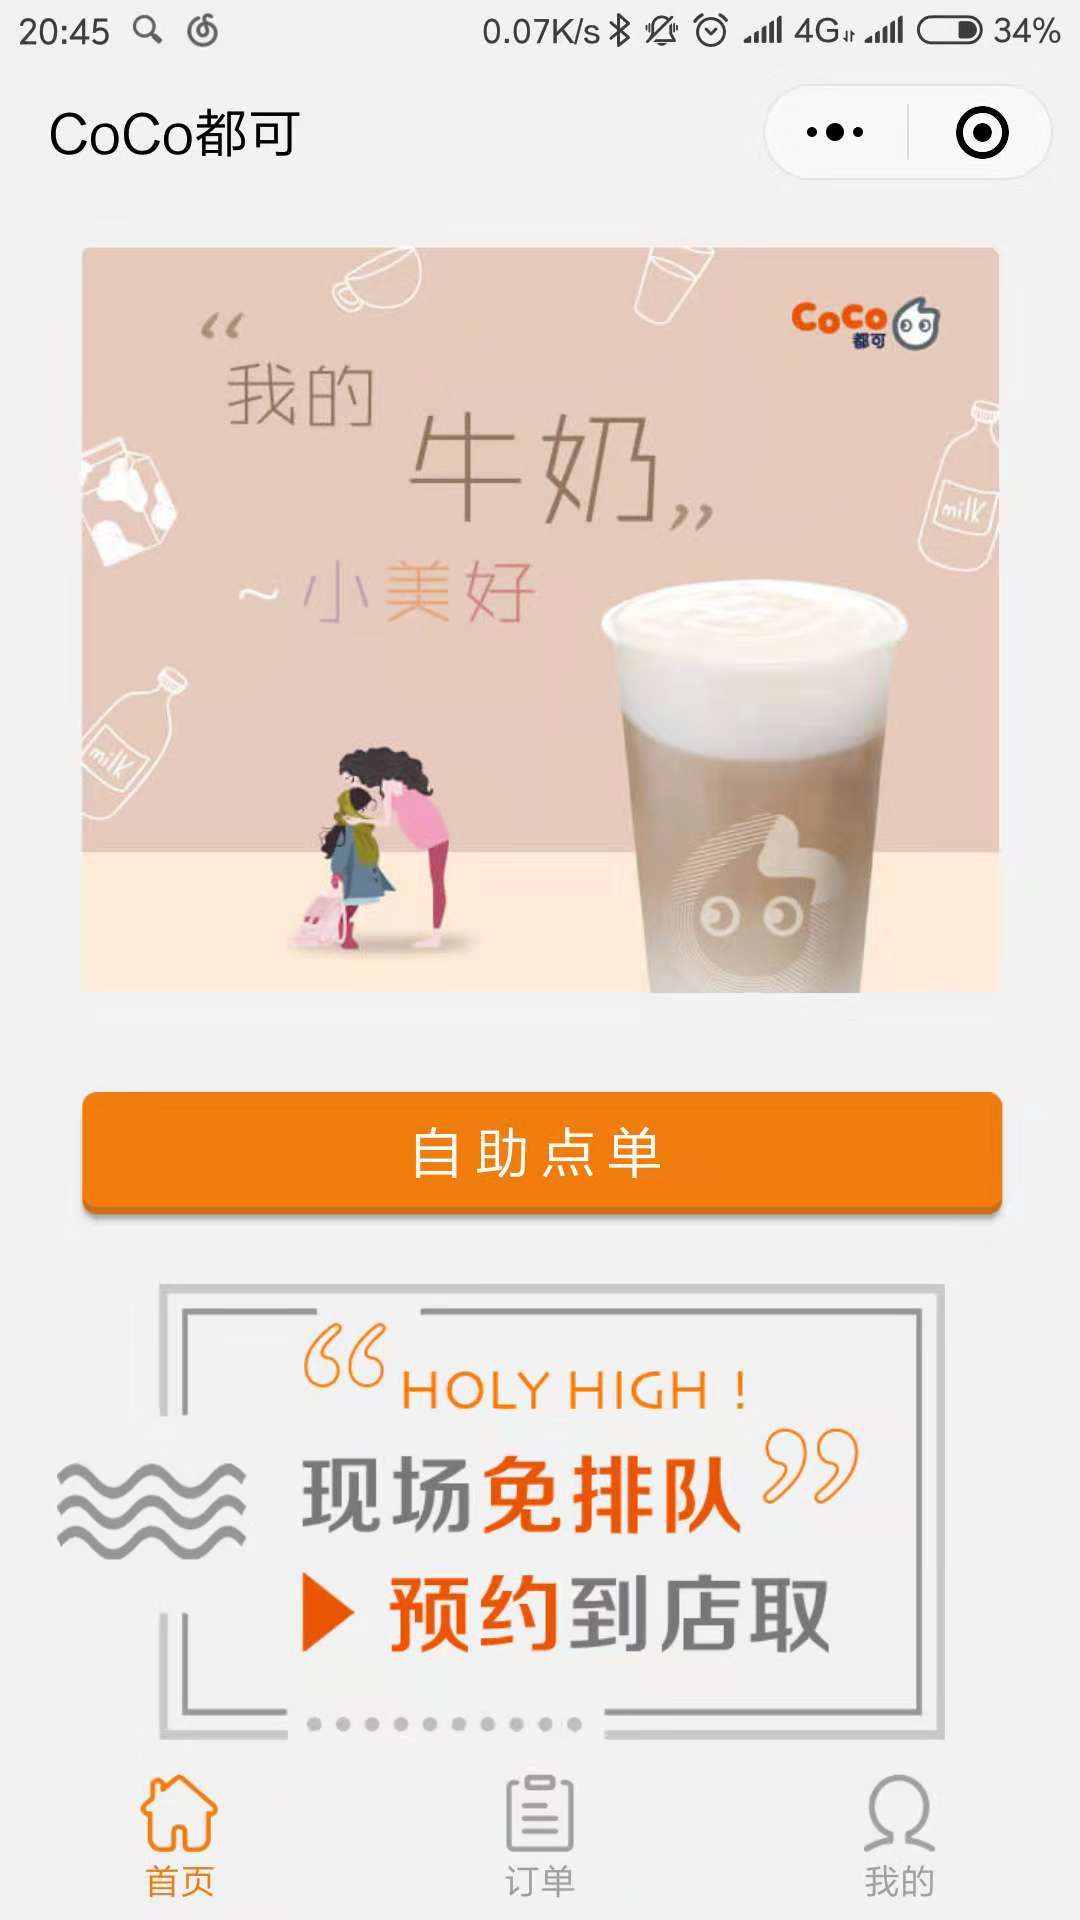 20:45 0.07K/s 4G 34%
CoCo都可
CoCo
都可
“我的
牛奶”
~小美好
milk
milk
自助点单
“HOLY HIGH！
现场免排队”
预约到店取
首页 订单 我的